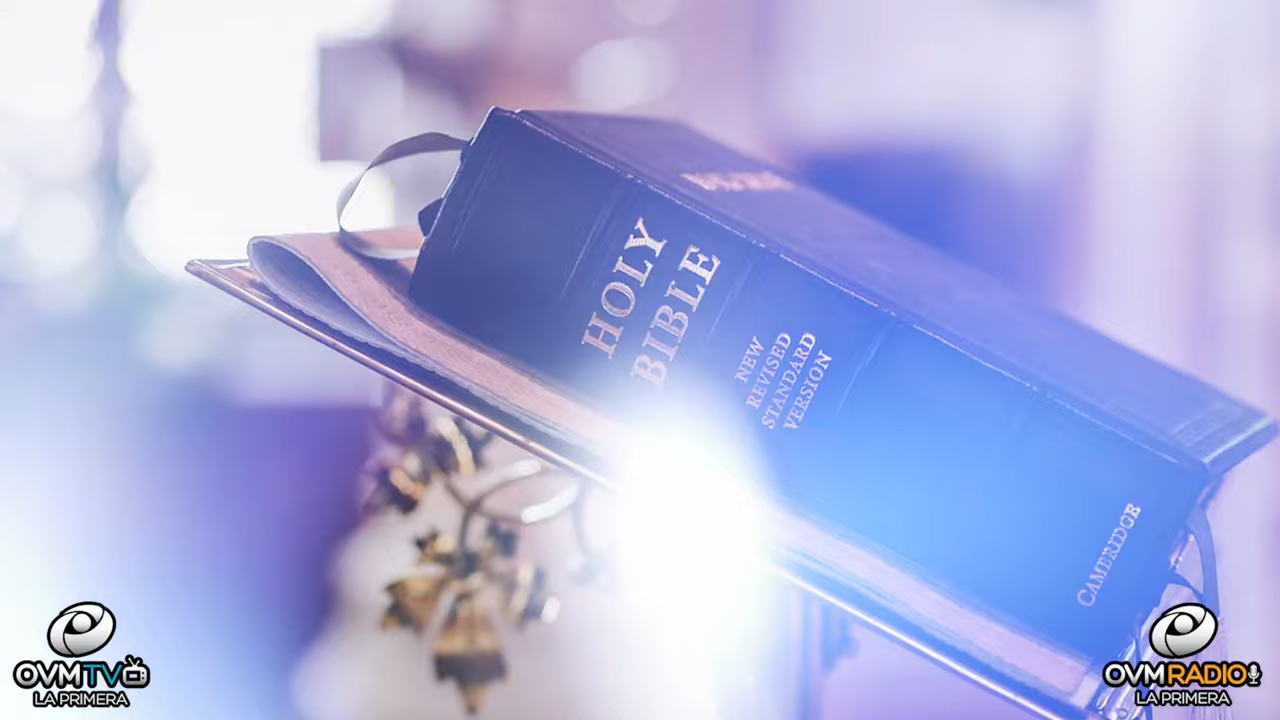 HOLY
BIBLE
NEW
REVISED
STANDARD
VERSION
CAMBRIDGE
OVMTV
LA PRIMERA
OVMRADIO
LA PRIMERA